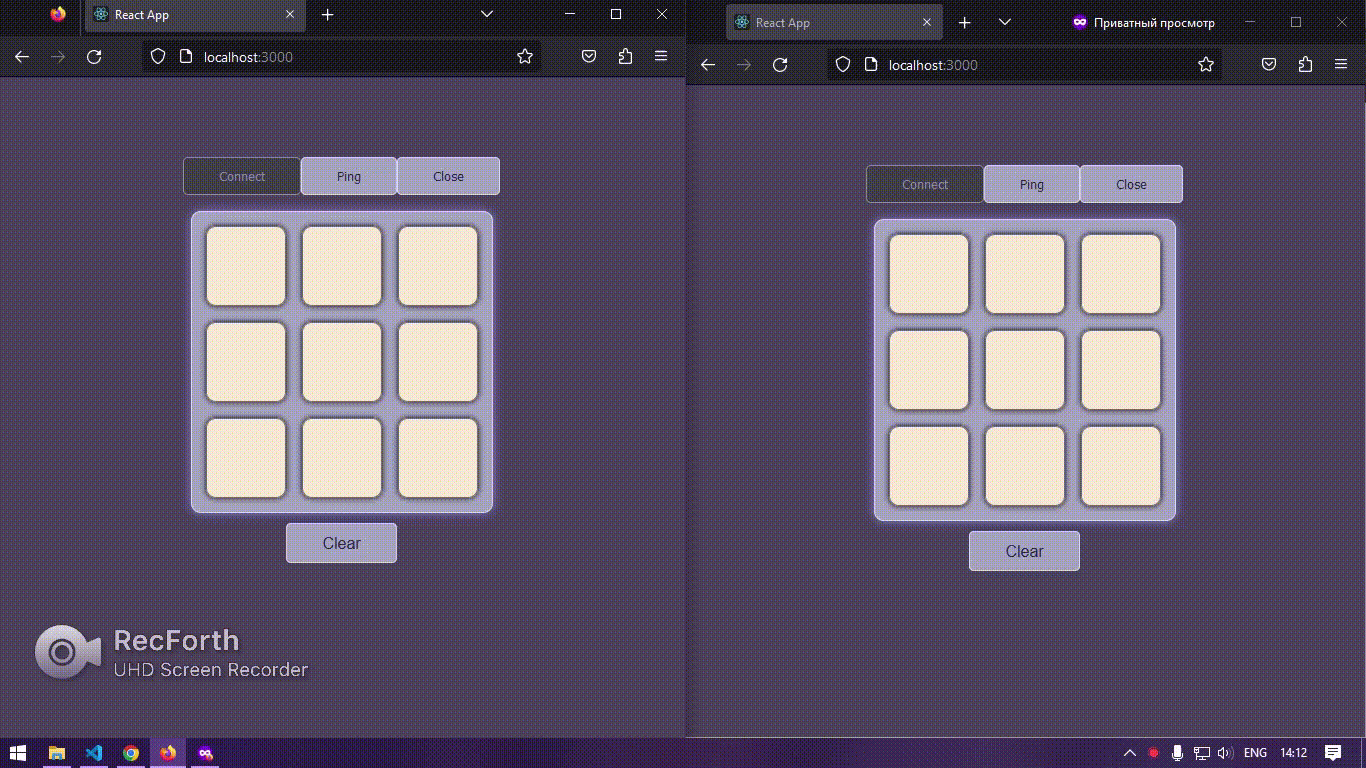 React App
localhost:3000
Connect Ping Close
Clear
RecForth
UHD Screen Recorder
React App
Приватный просмотр
localhost:3000
Connect Ping Close
Clear
ENG 14:12